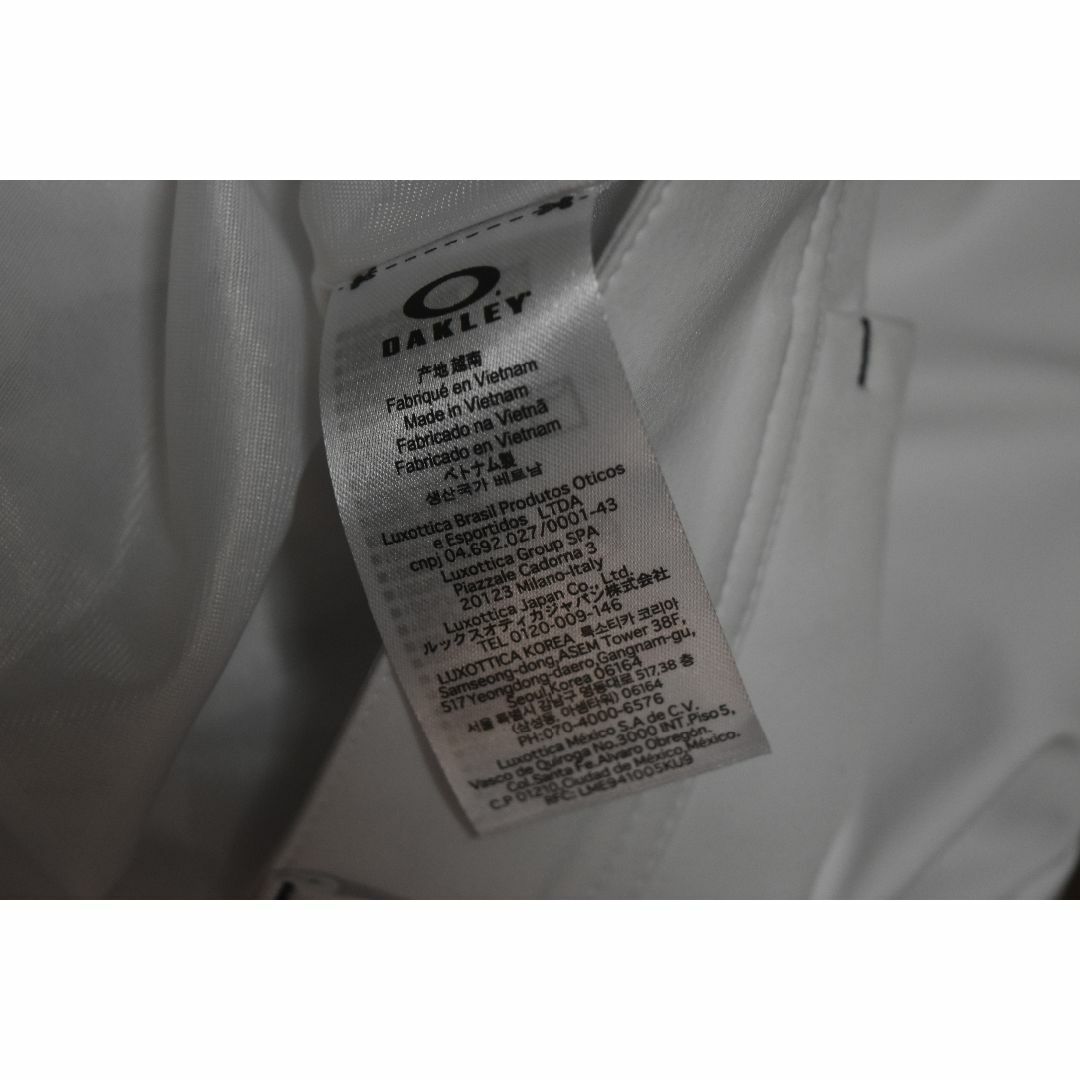 OAKLEY
产地 越南
Fabriqué en Vietnam
Made in Vietnam
Fabricado na Vietnã
Fabricado en Vietnam
ベトナム製
생산국가 베트남
Luxottica Brasil Produtos Oticos
e Esportidos LTDA
cnpj 04.692.027/0001-43
Luxottica Group SPA
Piazzale Cadorna 3
20123 Milano-Italy
Luxottica Japan Co., Ltd.
ルックスオティカジャパン株式会社
TEL 0120-009-146
LUXOTTICA KOREA 룩소티카 코리아
Samseong-dong,ASEM Tower 38F,
517Yeongdong-daero,Gangnam-gu,
Seoul,Korea 06164
서울 특별시 강남구 영동대로 517,38 층
(삼성동, 아셈타워) 06164
PH:070-4000-6576
Luxottica México S.A de C.V.
Vasco de Quiroga No.3000 INT.Piso 5,
Col.Santa Fe.Alvaro Obregón.
C.P 01210,Ciudad de México,México.
RFC: LME941005KU9